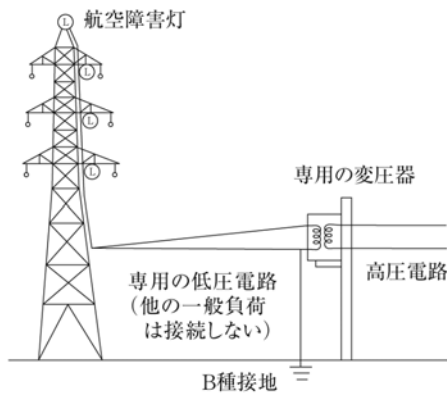 航空障害灯
L
L
L
L
専用の変圧器
高圧電路
専用の低圧電路
(他の一般負荷
は接続しない)
B種接地